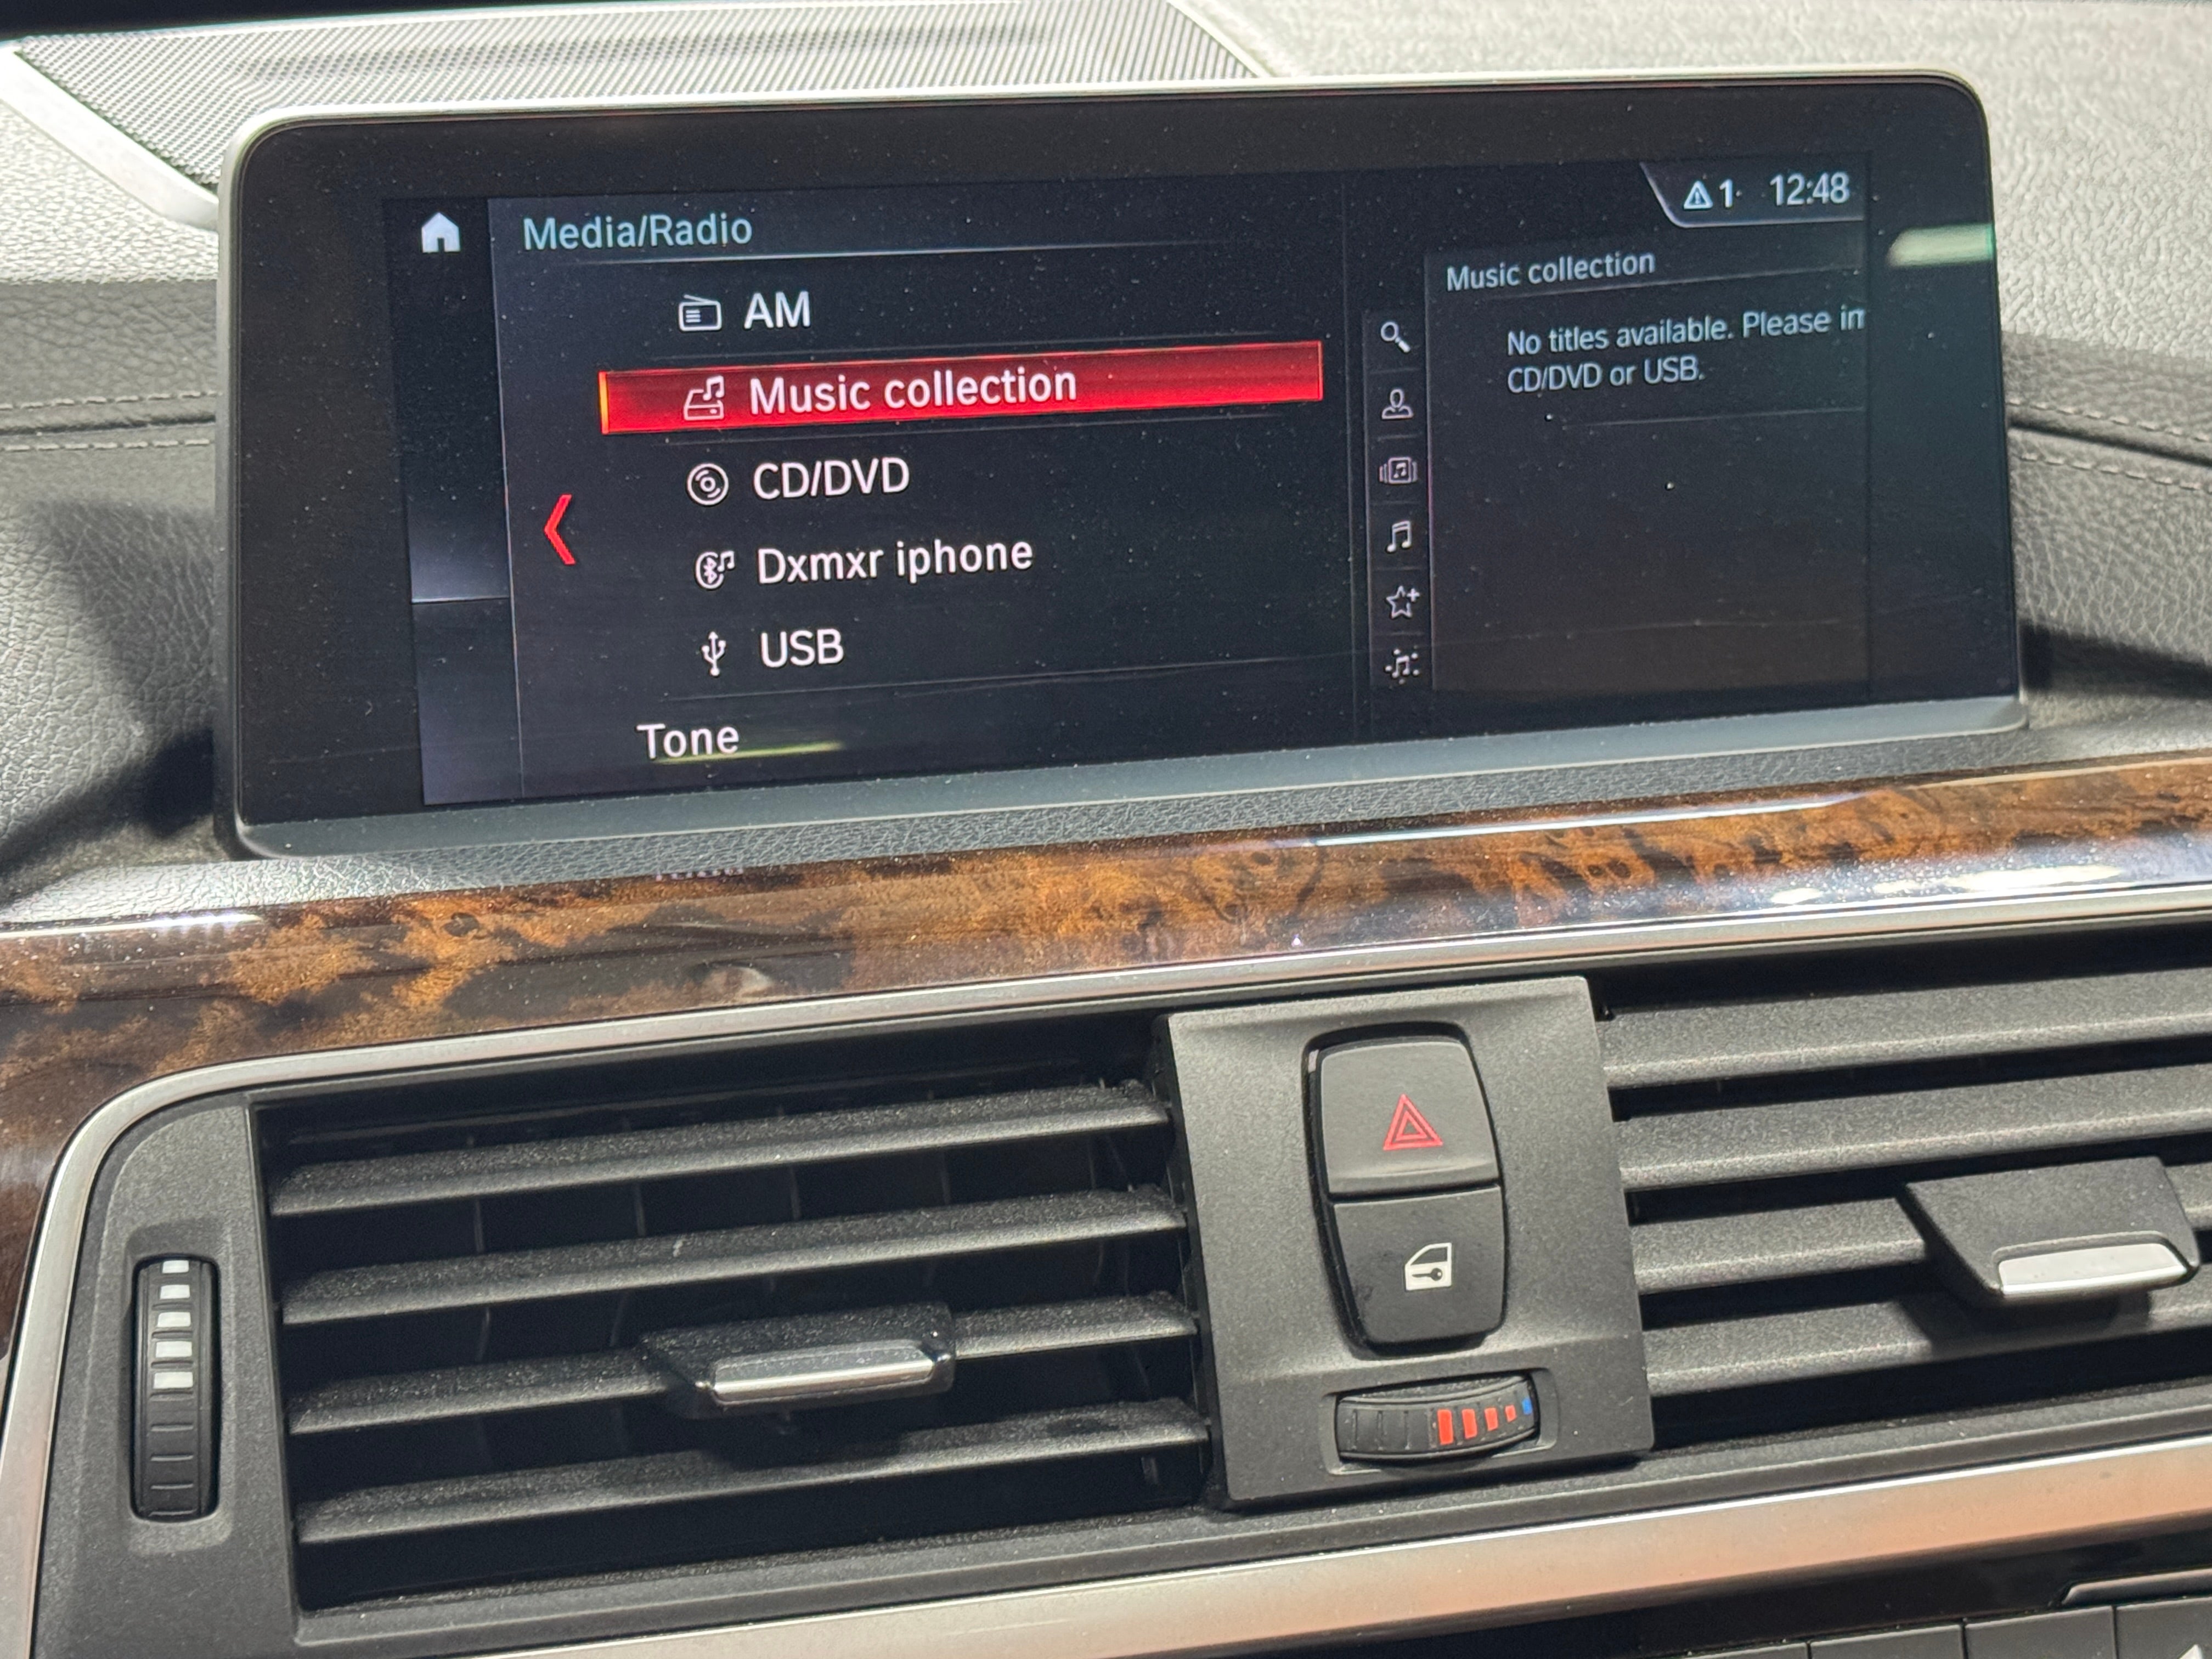 Media/Radio
1 12:48
AM
Music collection
CD/DVD
Dxmxr iphone
USB
Tone
Music collection
No titles available. Please
CD/DVD or USB.